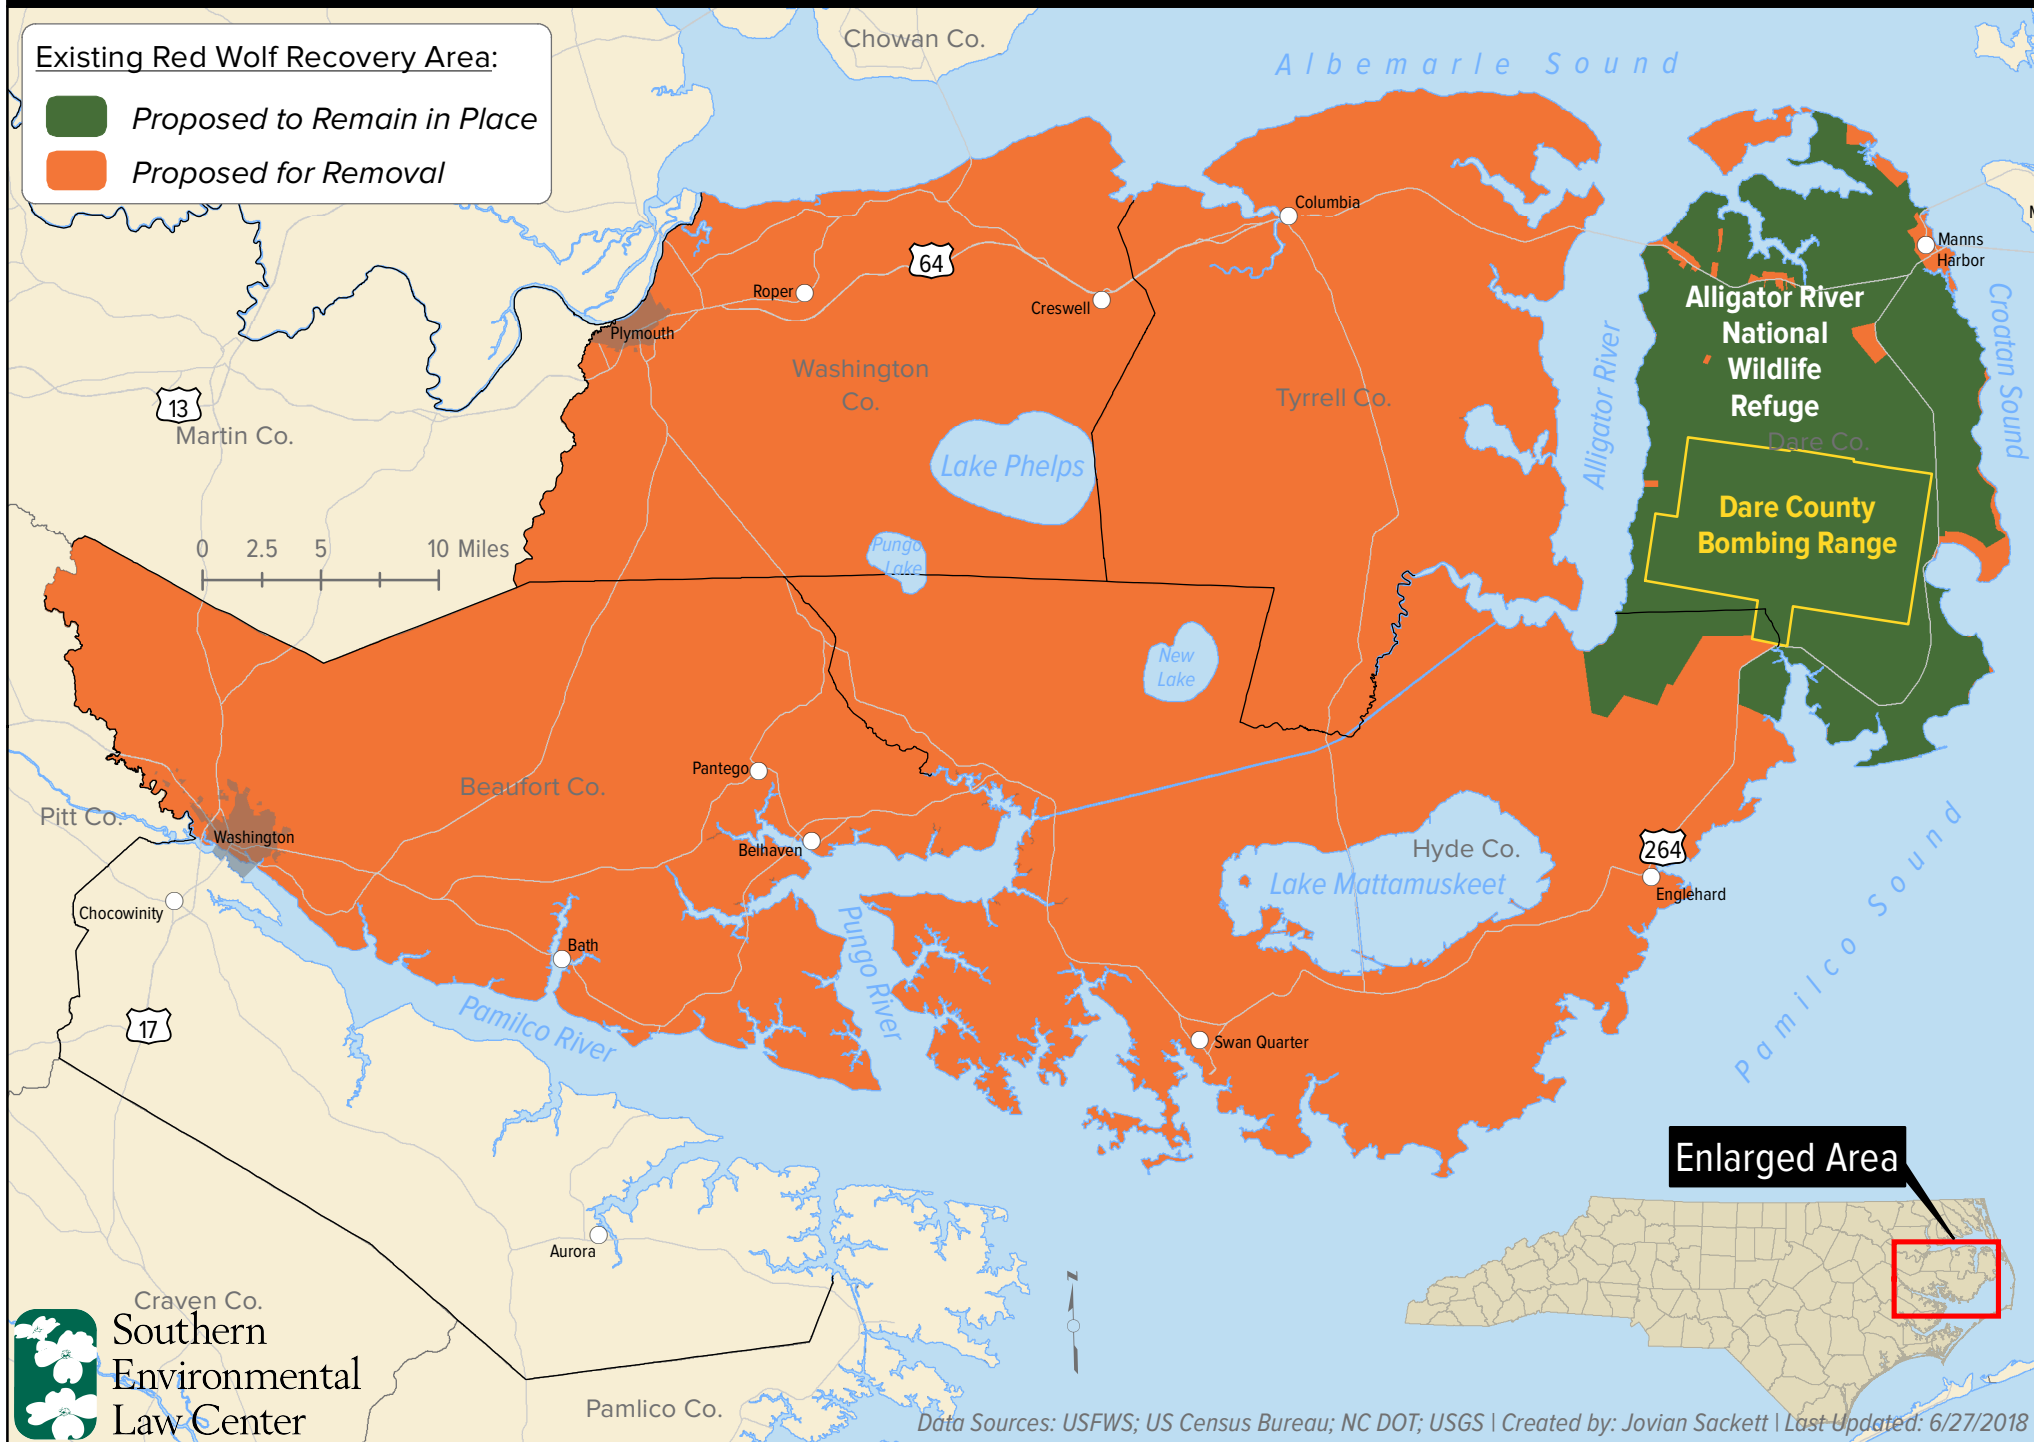 Existing Red Wolf Recovery Area:
Proposed to Remain in Place
Proposed for Removal
Chowan Co.
Albemarle Sound
Columbia
64
Roper
Creswell
Plymouth
Manns
Harbor
Washington
Co.
Tyrrell Co.
Alligator River
Alligator River
National
Wildlife
Refuge
Dare Co.
Croatan Sound
13
Martin Co.
Lake Phelps
Dare County
Bombing Range
0 2.5 5 10 Miles
Pungo
Lake
New
Lake
Pantego
Beaufort Co.
Pitt Co.
Washington
Belhaven
Hyde Co.
264
Lake Mattamuskeet
Englehard
Chocowinity
Bath
Pungo River
Pamilco Sound
17
Pamilco River
Swan Quarter
Enlarged Area
Aurora
N
Craven Co.
Southern
Environmental
Law Center
Pamlico Co.
Data Sources: USFWS; US Census Bureau; NC DOT; USGS | Created by: Jovian Sackett | Last Updated: 6/27/2018